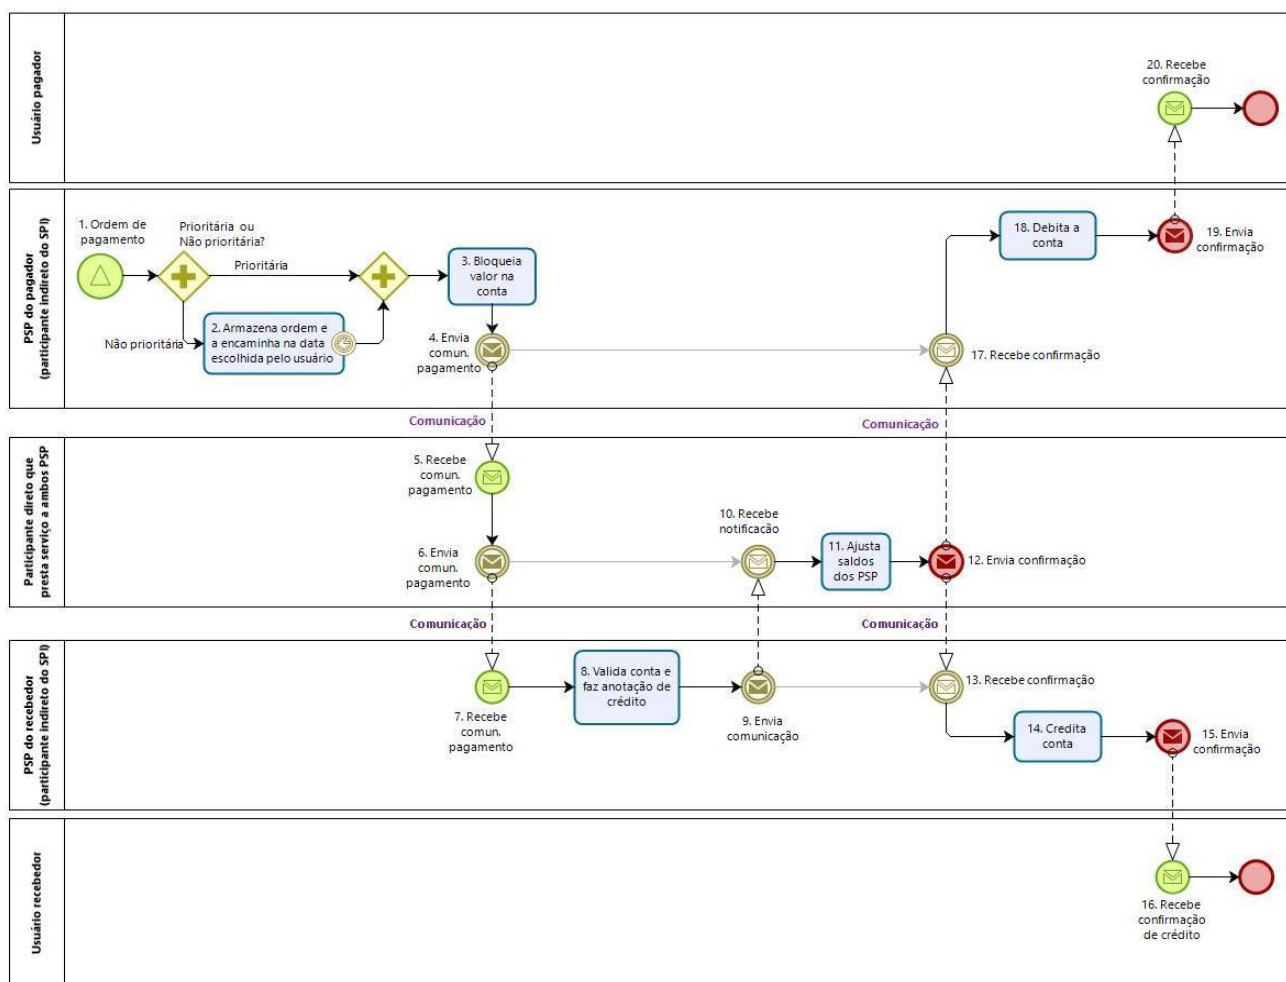 Usuário pagador
20. Recebe
confirmação
PSP do pagador
(participante indireto do SPI)
1. Ordem de
pagamento
Prioritária ou
Não prioritária?
Prioritária
Não prioritária
2. Armazena ordem e
a encaminha na data
escolhida pelo usuário
3. Bloqueia
valor na
conta
4. Envia
comun.
pagamento
17. Recebe confirmação
18. Debita a
conta
19. Envia
confirmação
Comunicação
Comunicação
Participante direto que
presta serviço a ambos PSP
5. Recebe
comun.
pagamento
6. Envia
comun.
pagamento
10. Recebe
notificação
11. Ajusta
saldos
dos PSP
12. Envia confirmação
Comunicação
Comunicação
PSP do recebedor
(participante indireto do SPI)
7. Recebe
comun.
pagamento
8. Valida conta e
faz anotação de
crédito
9. Envia
comunicação
13. Recebe confirmação
14. Credita
conta
15. Envia
confirmação
Usuário recebedor
16. Recebe
confirmação
de crédito